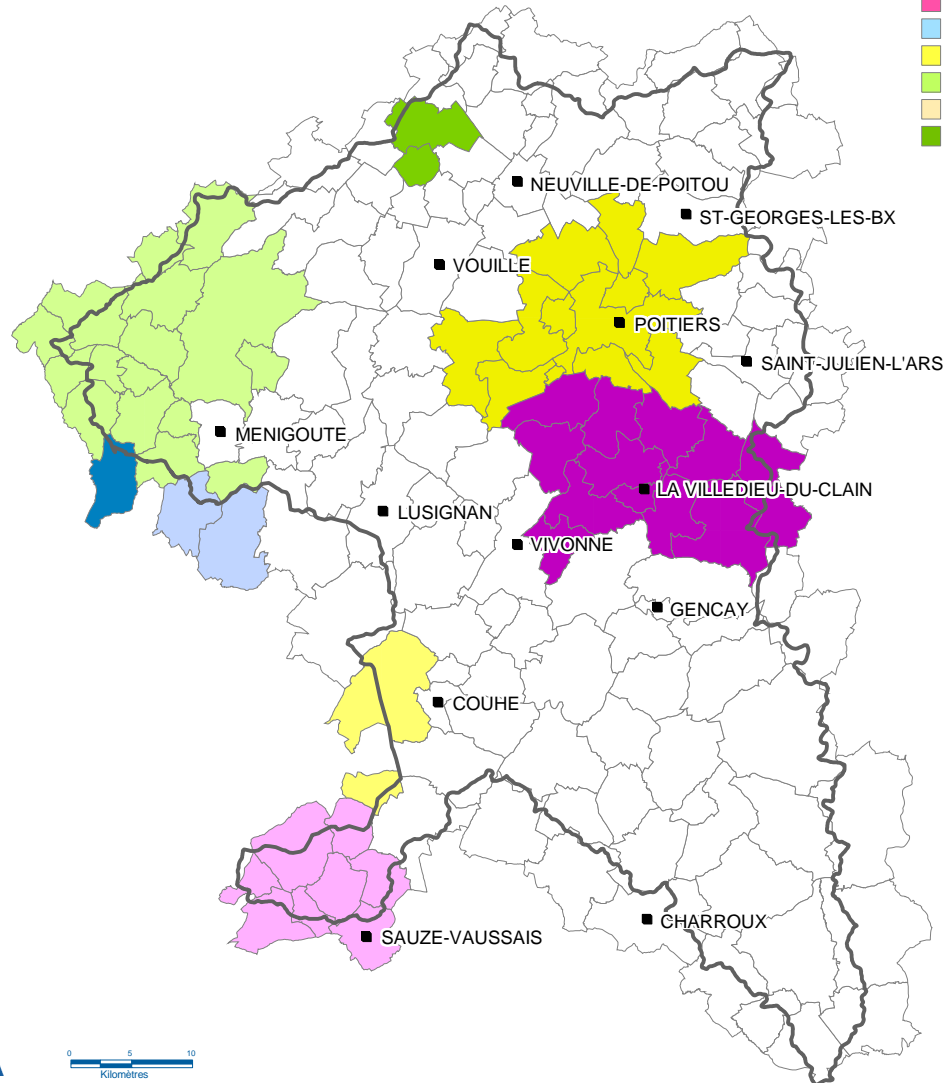 NEUVILLE-DE-POITOU
ST-GEORGES-LES-BX
VOUILLE
POITIERS
SAINT-JULIEN-L'ARS
MENIGOUTE
LA VILLEDIEU-DU-CLAIN
LUSIGNAN
VIVONNE
GENCAY
COUHE
CHARROUX
SAUZE-VAUSSAIS
0 5 10
Kilomètres